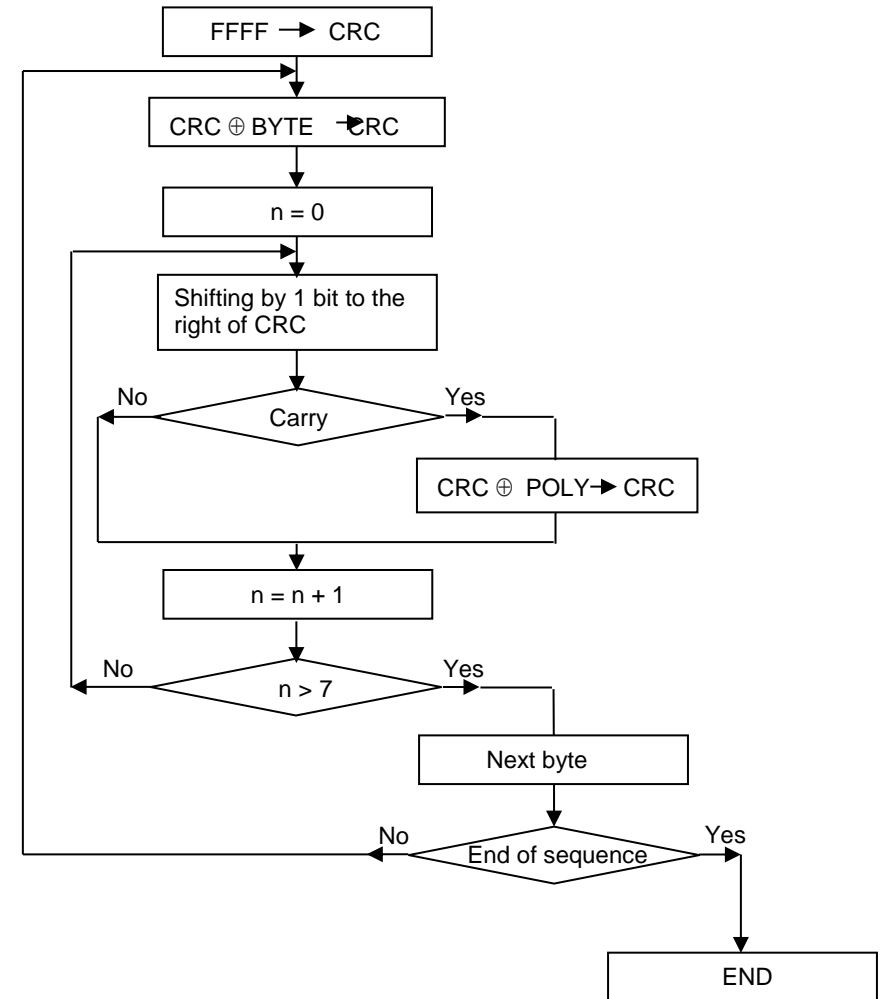 FFFF → CRC
CRC ⊕ BYTE → CRC
n = 0
Shifting by 1 bit to the
right of CRC
No
Yes
Carry
CRC ⊕ POLY → CRC
n = n + 1
No
Yes
n > 7
Next byte
No
Yes
End of sequence
END